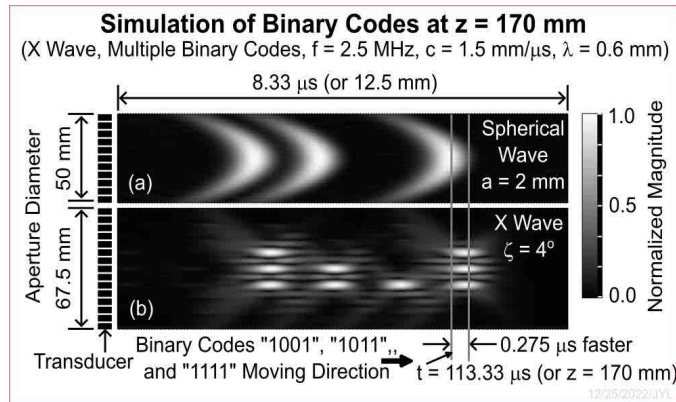 Simulation of Binary Codes at z = 170 mm
(X Wave, Multiple Binary Codes, f = 2.5 MHz, c = 1.5 mm/μs, λ = 0.6 mm)
8.33 μs (or 12.5 mm)
Aperture Diameter
50 mm
67.5 mm
(a)
Spherical
Wave
a = 2 mm
(b)
X Wave
ζ = 4°
1.0
0.5
0.0
Normalized Magnitude
Transducer
Binary Codes "1001", "1011",,
and "1111" Moving Direction
0.275 μs faster
t = 113.33 μs (or z = 170 mm)
12/25/2022/JYL